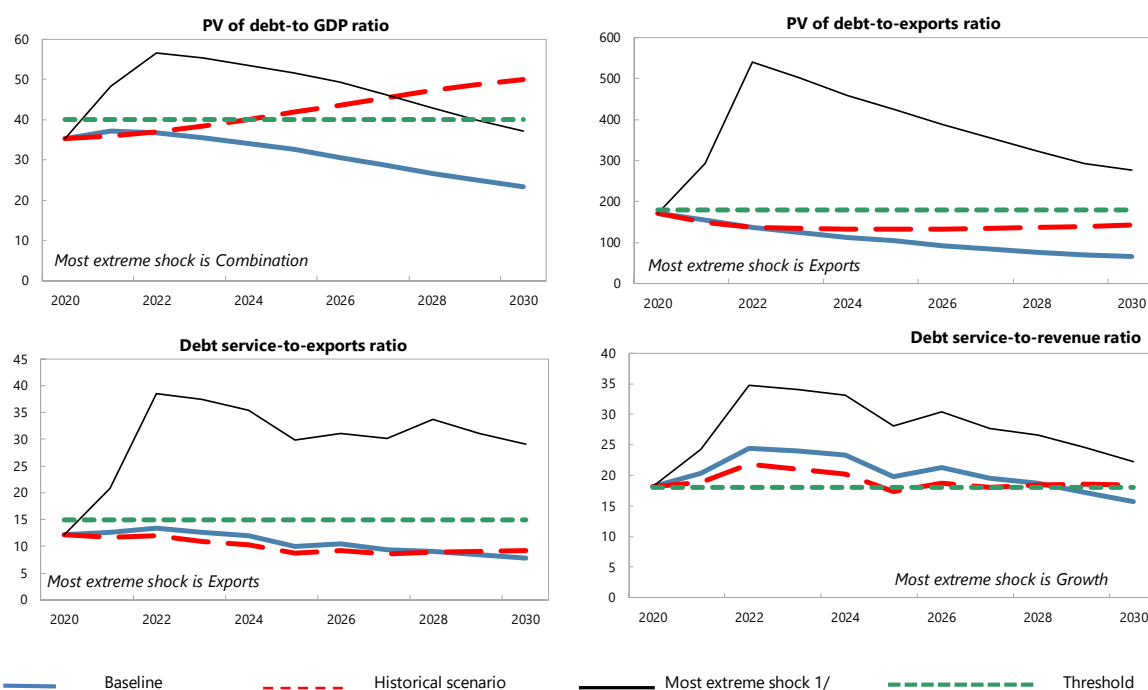 PV of debt-to GDP ratio
60
50
40
30
20
10
0
Most extreme shock is Combination
2020 2022 2024 2026 2028 2030
PV of debt-to-exports ratio
600
500
400
300
200
100
0
Most extreme shock is Exports
2020 2022 2024 2026 2028 2030
Debt service-to-exports ratio
45
40
35
30
25
20
15
10
5
0
Most extreme shock is Exports
2020 2022 2024 2026 2028 2030
Debt service-to-revenue ratio
40
35
30
25
20
15
10
5
0
Most extreme shock is Growth
2020 2022 2024 2026 2028 2030
Baseline Historical scenario Most extreme shock 1/ Threshold